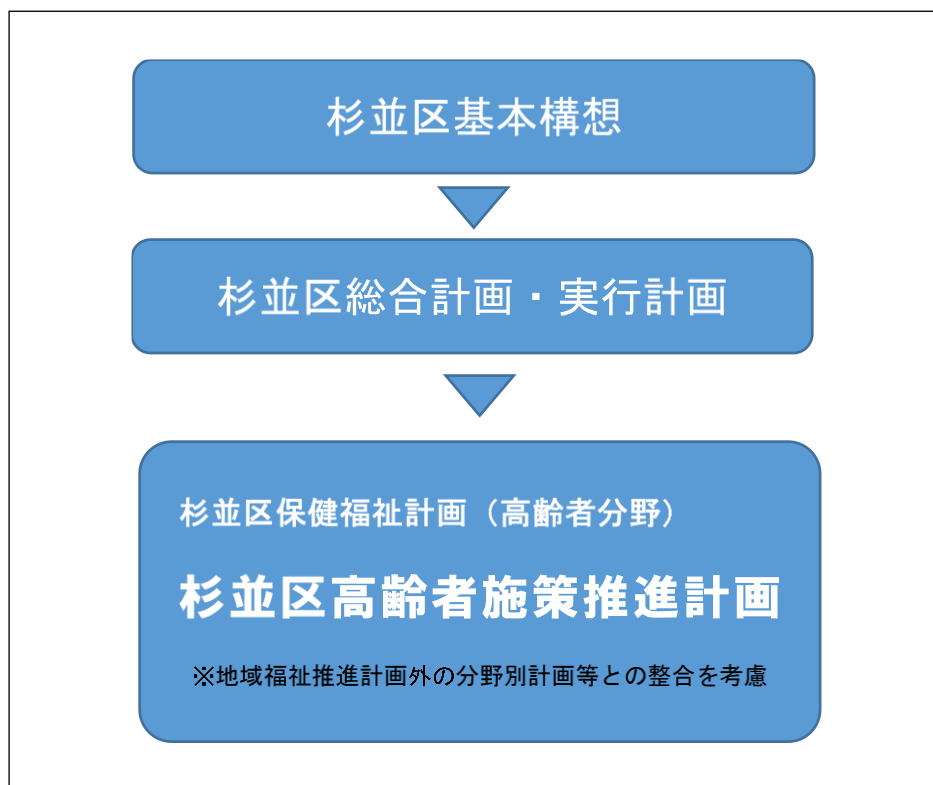 杉並区基本構想
杉並区総合計画・実行計画
杉並区保健福祉計画（高齢者分野）
杉並区高齢者施策推進計画
※地域福祉推進計画外の分野別計画等との整合を考慮